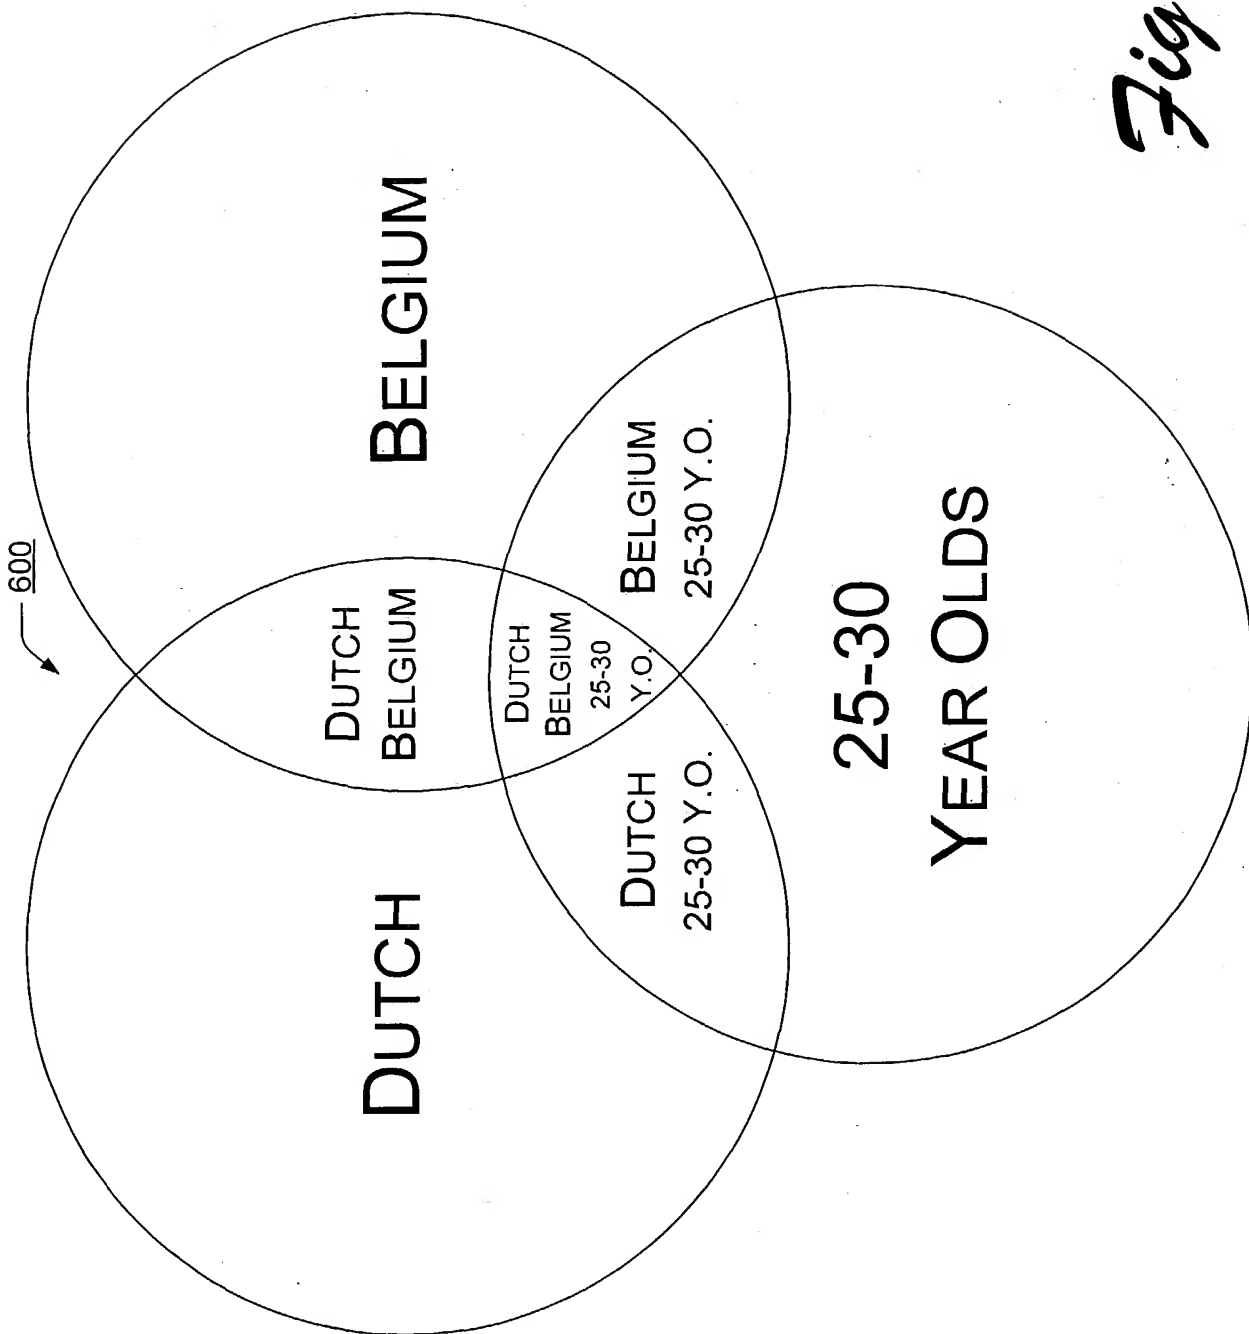 600
DUTCH
BELGIUM
DUTCH
BELGIUM
DUTCH
BELGIUM
25-30
Y.O.
DUTCH
25-30 Y.O.
BELGIUM
25-30 Y.O.
25-30
YEAR OLDS
Fig